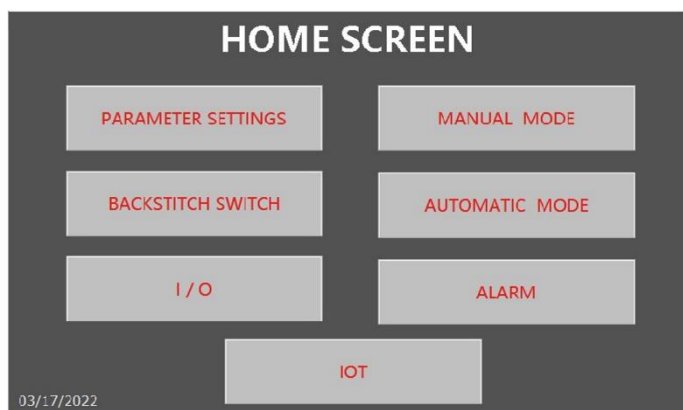 HOME SCREEN
PARAMETER SETTINGS
MANUAL MODE
BACKSTITCH SWITCH
AUTOMATIC MODE
I / O
ALARM
IOT
03/17/2022